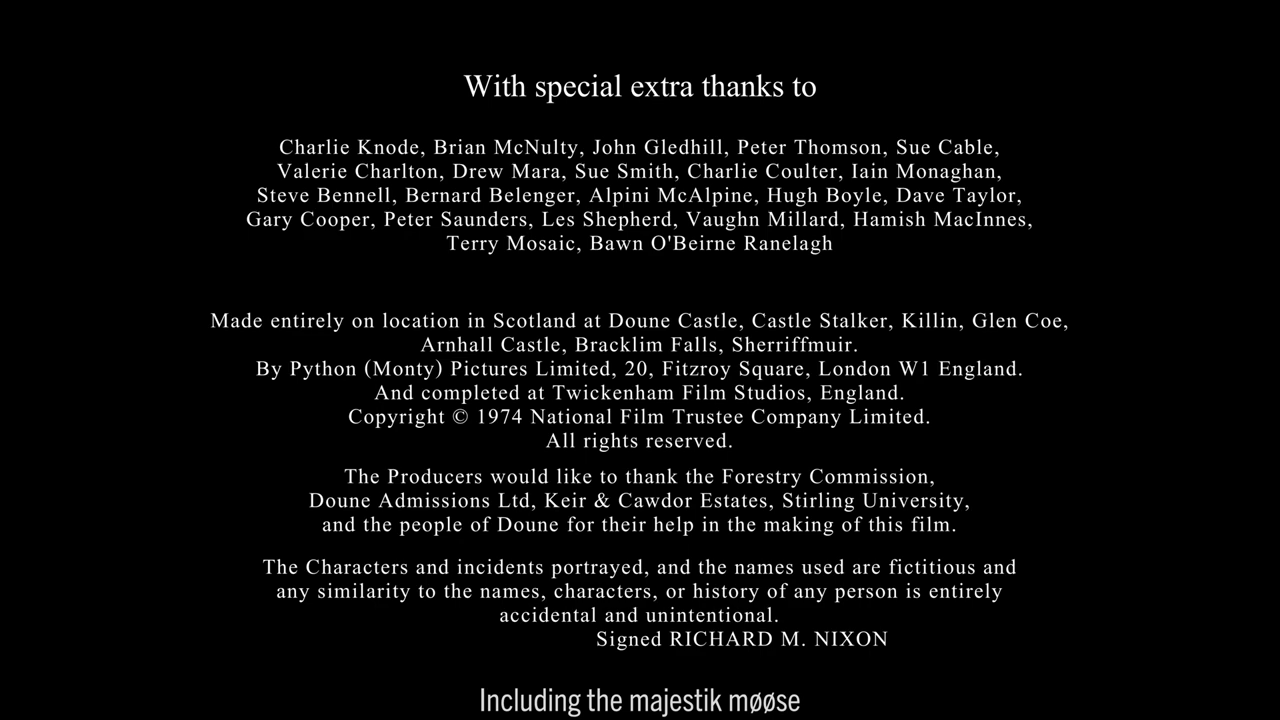 With special extra thanks to
Charlie Knode, Brian McNulty, John Gledhill, Peter Thomson, Sue Cable,
Valerie Charlton, Drew Mara, Sue Smith, Charlie Coulter, Iain Monaghan,
Steve Bennell, Bernard Belenger, Alpini McAlpine, Hugh Boyle, Dave Taylor,
Gary Cooper, Peter Saunders, Les Shepherd, Vaughn Millard, Hamish MacInnes,
Terry Mosaic, Bawn O'Beirne Ranelagh
Made entirely on location in Scotland at Doune Castle, Castle Stalker, Killin, Glen Coe,
Arnhall Castle, Bracklim Falls, Sherriffmuir.
By Python (Monty) Pictures Limited, 20, Fitzroy Square, London W1 England.
And completed at Twickenham Film Studios, England.
Copyright © 1974 National Film Trustee Company Limited.
All rights reserved.
The Producers would like to thank the Forestry Commission,
Doune Admissions Ltd, Keir & Cawdor Estates, Stirling University,
and the people of Doune for their help in the making of this film.
The Characters and incidents portrayed, and the names used are fictitious and
any similarity to the names, characters, or history of any person is entirely
accidental and unintentional.
Signed RICHARD M. NIXON
Including the majestik møøse